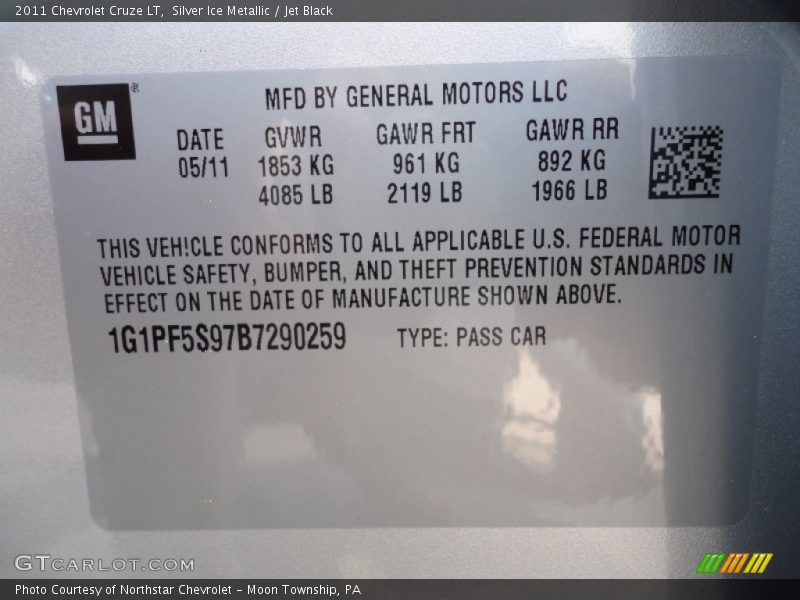 2011 Chevrolet Cruze LT,  Silver Ice Metallic / Jet Black
GM®
MFD BY GENERAL MOTORS LLC
DATE GVWR GAWR FRT GAWR RR
05/11 1853 KG 961 KG 892 KG
4085 LB 2119 LB 1966 LB
THIS VEHICLE CONFORMS TO ALL APPLICABLE U.S. FEDERAL MOTOR
VEHICLE SAFETY, BUMPER, AND THEFT PREVENTION STANDARDS IN
EFFECT ON THE DATE OF MANUFACTURE SHOWN ABOVE.
1G1PF5S97B7290259 TYPE: PASS CAR
GTCARLOT.COM
Photo Courtesy of Northstar Chevrolet - Moon Township, PA